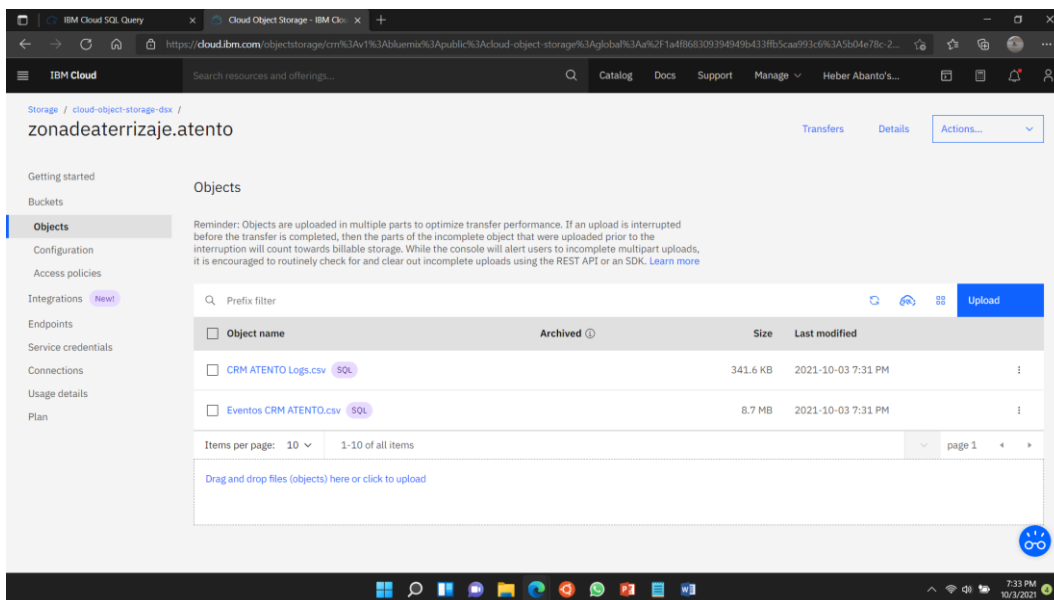 IBM Cloud SQL Query
Cloud Object Storage - IBM Clou
https://cloud.ibm.com/objectstorage/crn%3Av1%3Abluemix%3Apublic%3Acloud-object-storage%3Aglobal%3Aa%2F1a4f868309394949b433ffb5caa993c6%3A5b04e78c-2...
IBM Cloud
Search resources and offerings...
Catalog
Docs
Support
Manage
Heber Abanto's...
Storage / cloud-object-storage-dsx /
zonadeaterrizaje.atento
Transfers
Details
Actions...
Getting started
Buckets
Objects
Configuration
Access policies
Integrations New!
Endpoints
Service credentials
Connections
Usage details
Plan
Objects
Reminder: Objects are uploaded in multiple parts to optimize transfer performance. If an upload is interrupted
before the transfer is completed, then the parts of the incomplete object that were uploaded prior to the
interruption will count towards billable storage. While the console will alert users to incomplete multipart uploads,
it is encouraged to routinely check for and clear out incomplete uploads using the REST API or an SDK. Learn more
Prefix filter
Upload
Object name Archived Size Last modified
CRM ATENTO Logs.csv SQL 341.6 KB 2021-10-03 7:31 PM
Eventos CRM ATENTO.csv SQL 8.7 MB 2021-10-03 7:31 PM
Items per page: 10 1-10 of all items page 1
Drag and drop files (objects) here or click to upload
7:33 PM
10/3/2021